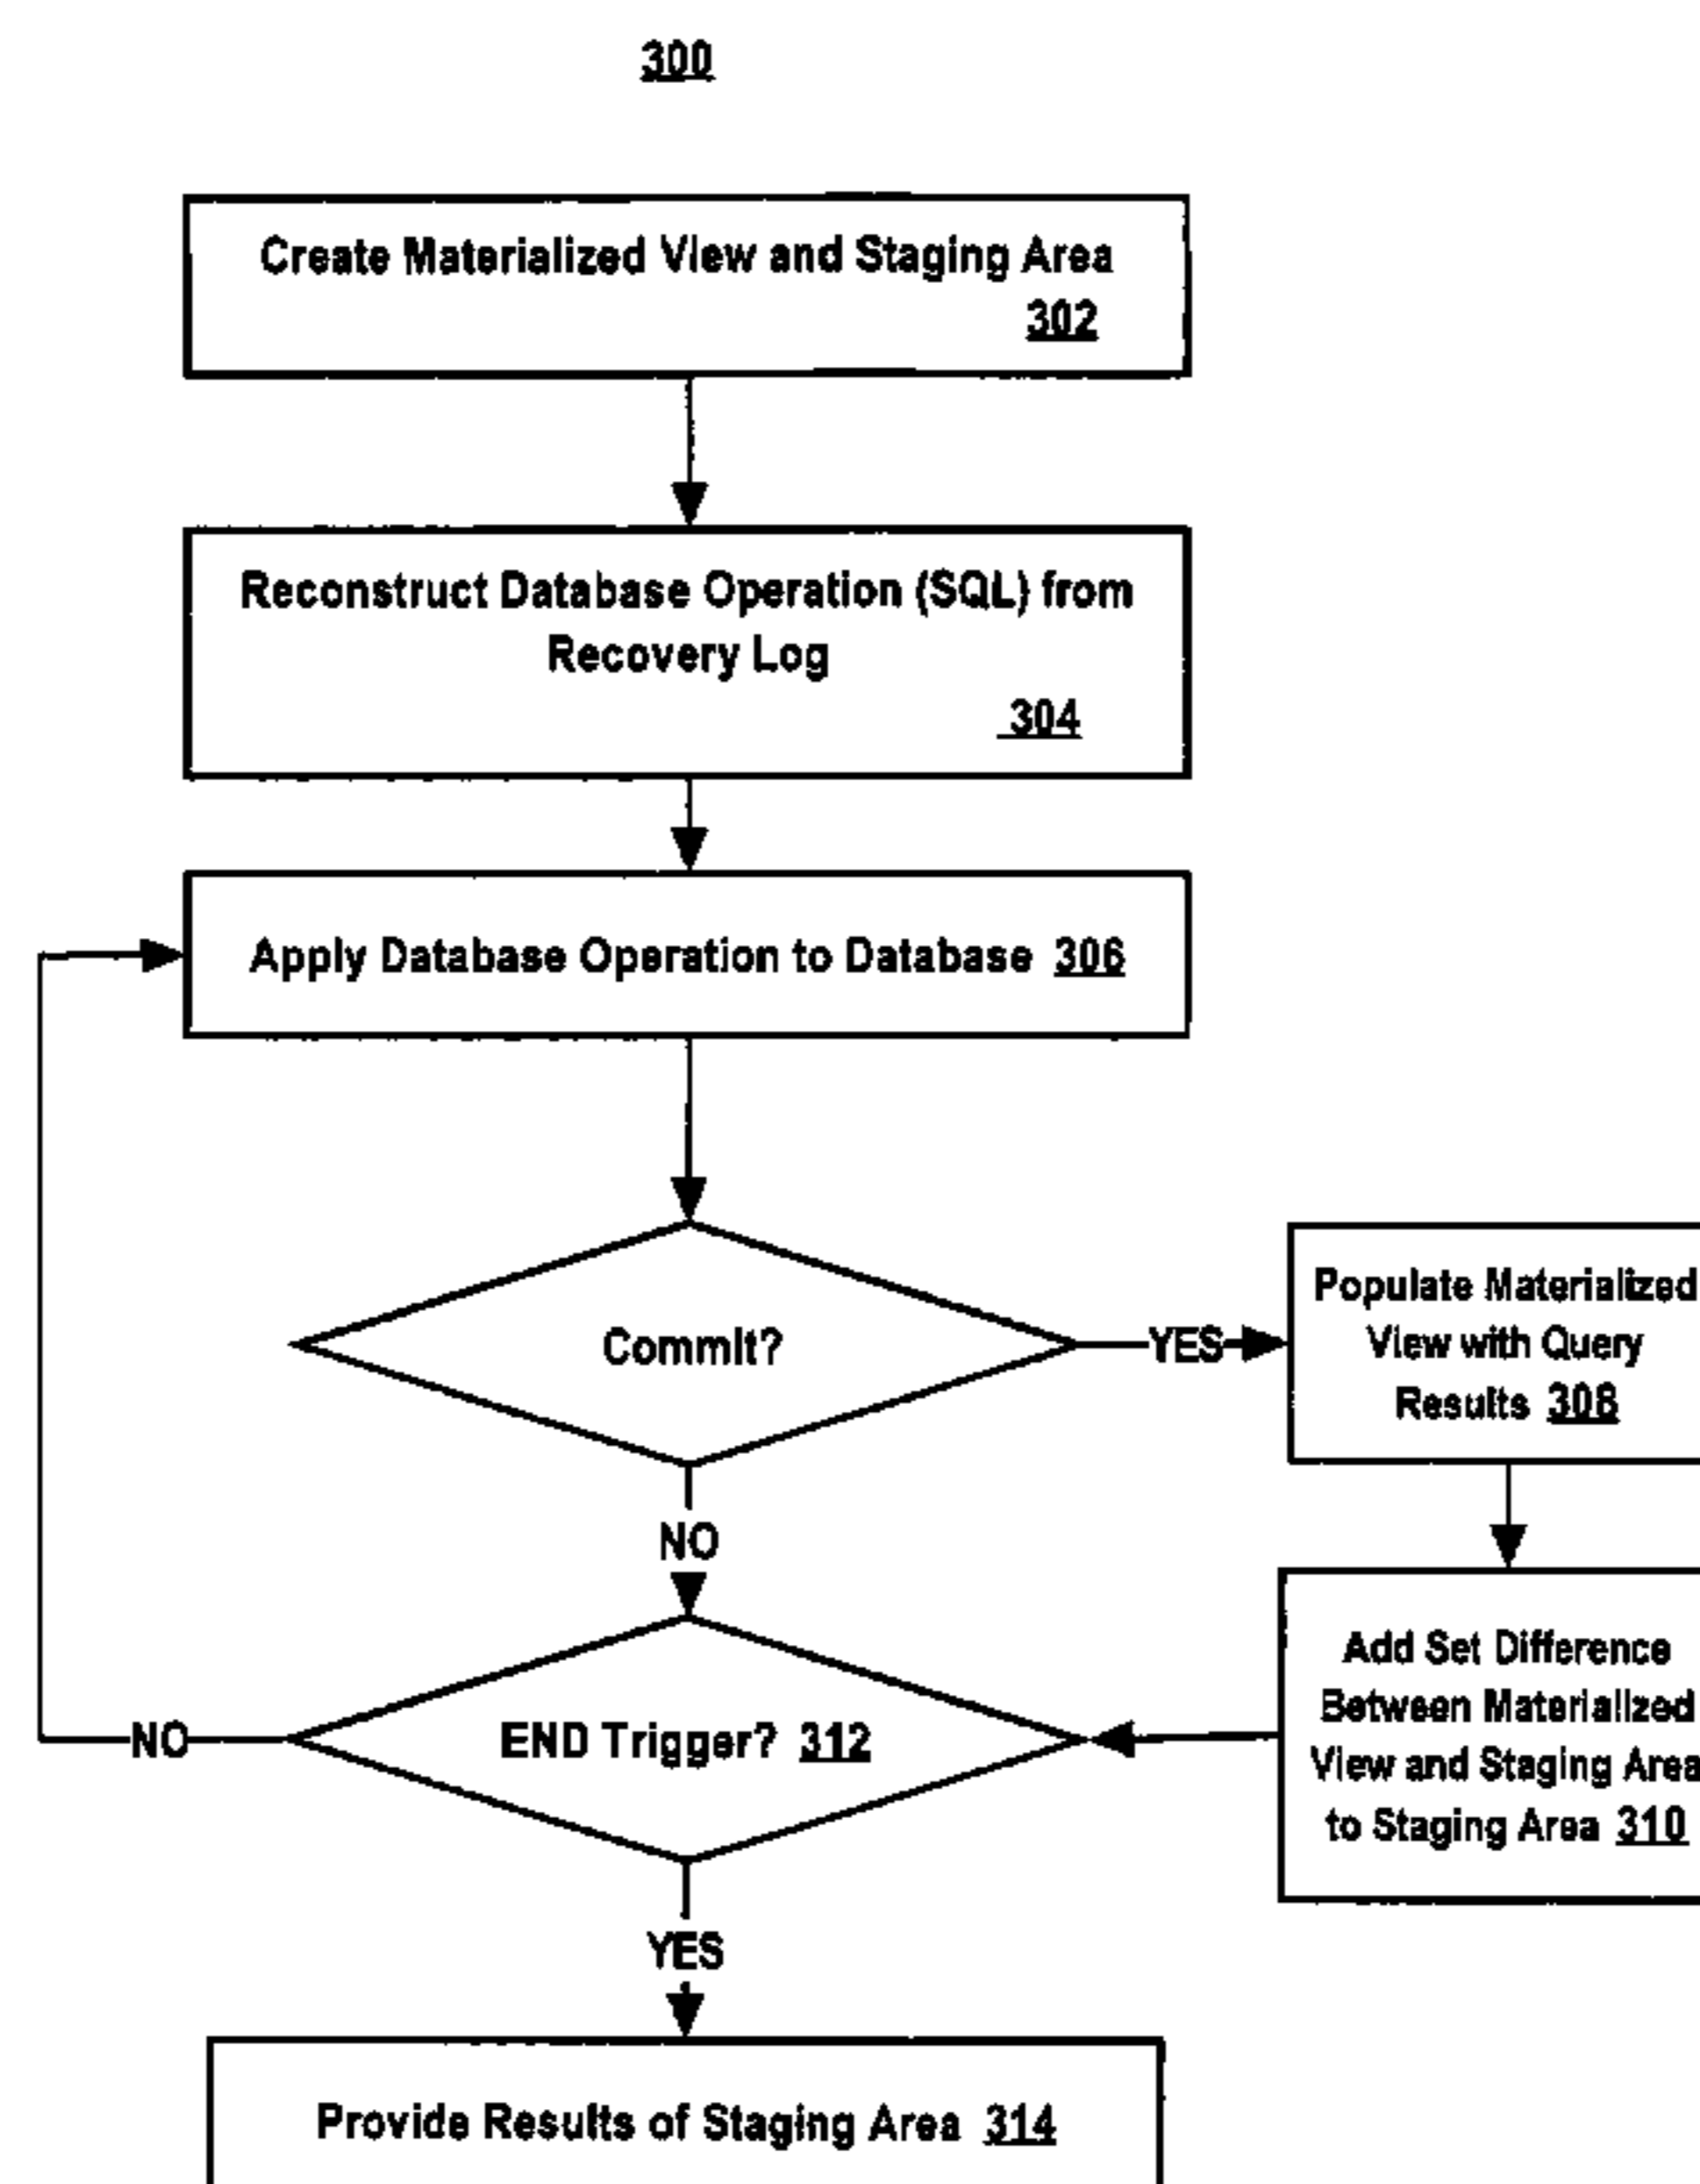 300
Create Materialized View and Staging Area
302
Reconstruct Database Operation (SQL) from
Recovery Log
304
Apply Database Operation to Database 306
Commit?
YES
Populate Materialized
View with Query
Results 308
NO
Add Set Difference
Between Materialized
View and Staging Area
to Staging Area 310
END Trigger? 312
NO
YES
Provide Results of Staging Area 314